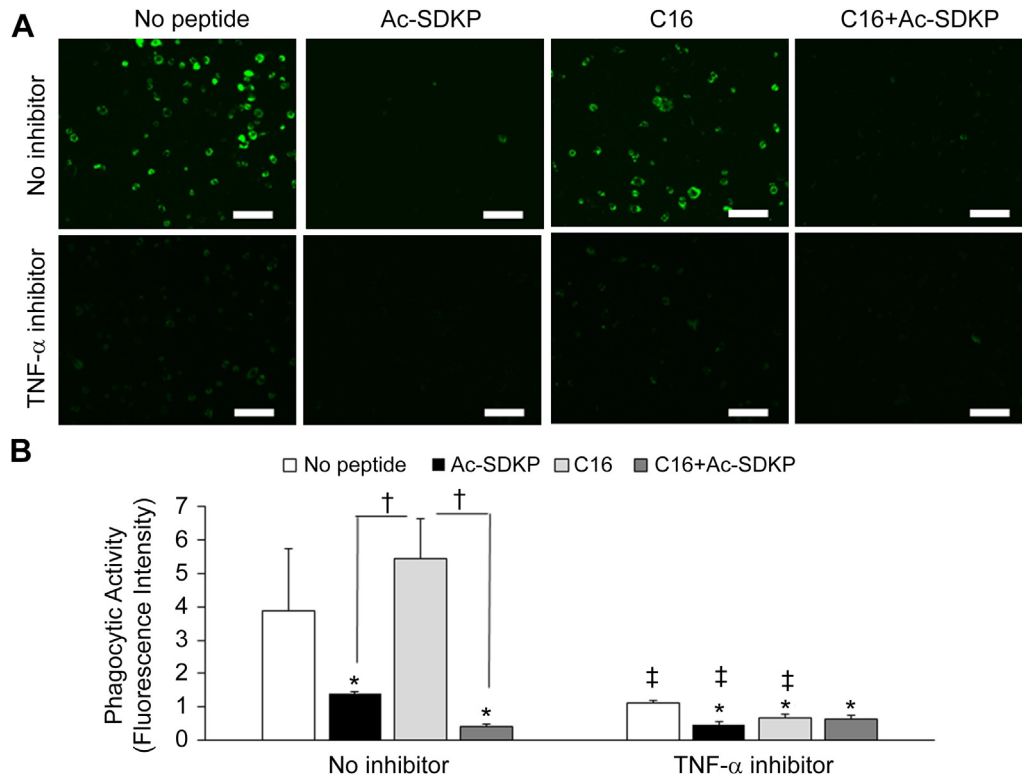 A
No peptide Ac-SDKP C16 C16+Ac-SDKP
No inhibitor
TNF-α inhibitor
B
No peptide Ac-SDKP C16 C16+Ac-SDKP
Phagocytic Activity
(Fluorescence Intensity)
7
6
5
4
3
2
1
0
† †
* *
‡ ‡ ‡
* * *
No inhibitor TNF-α inhibitor